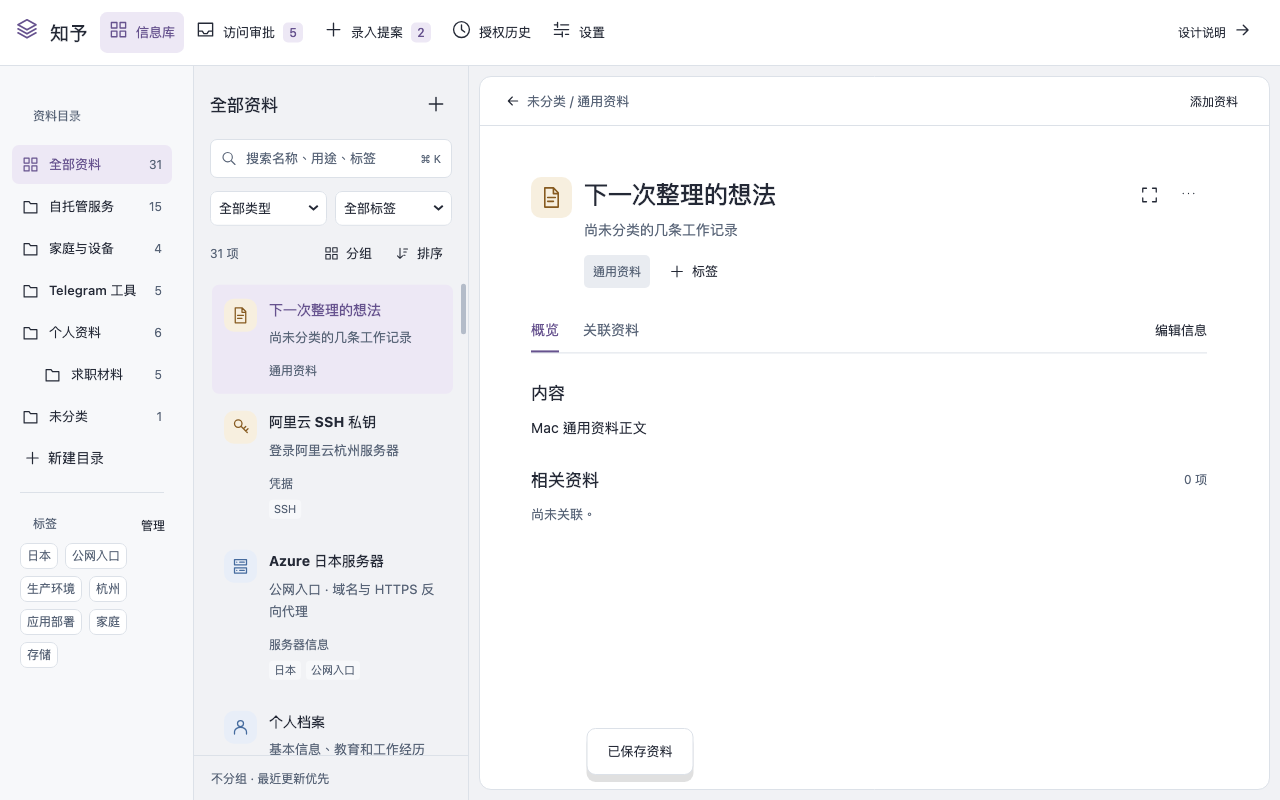 知予
信息库
访问审批 5
录入提案 2
授权历史
设置
设计说明
资料目录
全部资料 31
自托管服务 15
家庭与设备 4
Telegram 工具 5
个人资料 6
求职材料 5
未分类 1
新建目录
标签 管理
日本 公网入口
生产环境 杭州
应用部署 家庭
存储
全部资料
搜索名称、用途、标签 ⌘ K
全部类型 全部标签
31 项 分组 排序
下一次整理的想法
尚未分类的几条工作记录
通用资料
阿里云 SSH 私钥
登录阿里云杭州服务器
凭据
SSH
Azure 日本服务器
公网入口 · 域名与 HTTPS 反
向代理
服务器信息
日本 公网入口
个人档案
基本信息、教育和工作经历
不分组 · 最近更新优先
未分类 / 通用资料 添加资料
下一次整理的想法
尚未分类的几条工作记录
通用资料 标签
概览 关联资料 编辑信息
内容
Mac 通用资料正文
相关资料 0 项
尚未关联。
已保存资料